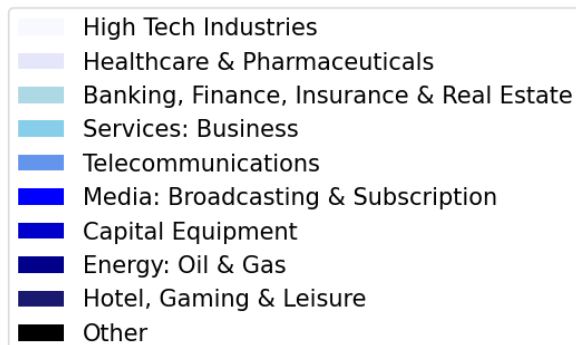 High Tech Industries
Healthcare & Pharmaceuticals
Banking, Finance, Insurance & Real Estate
Services: Business
Telecommunications
Media: Broadcasting & Subscription
Capital Equipment
Energy: Oil & Gas
Hotel, Gaming & Leisure
Other